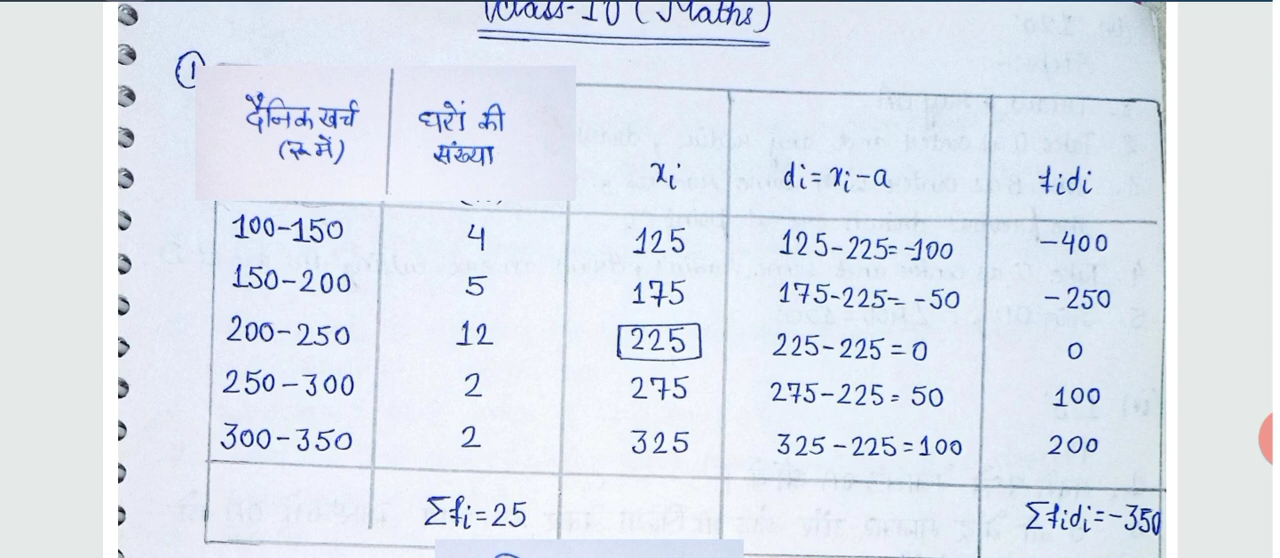 Class-10 (Maths)
①
दैनिक खर्च (रू में) घरों की संख्या xi di=xi-a fidi
100-150 4 125 125-225=-100 -400
150-200 5 175 175-225=-50 -250
200-250 12 225 225-225=0 0
250-300 2 275 275-225=50 100
300-350 2 325 325-225=100 200
Σfi=25 Σfidi=-350